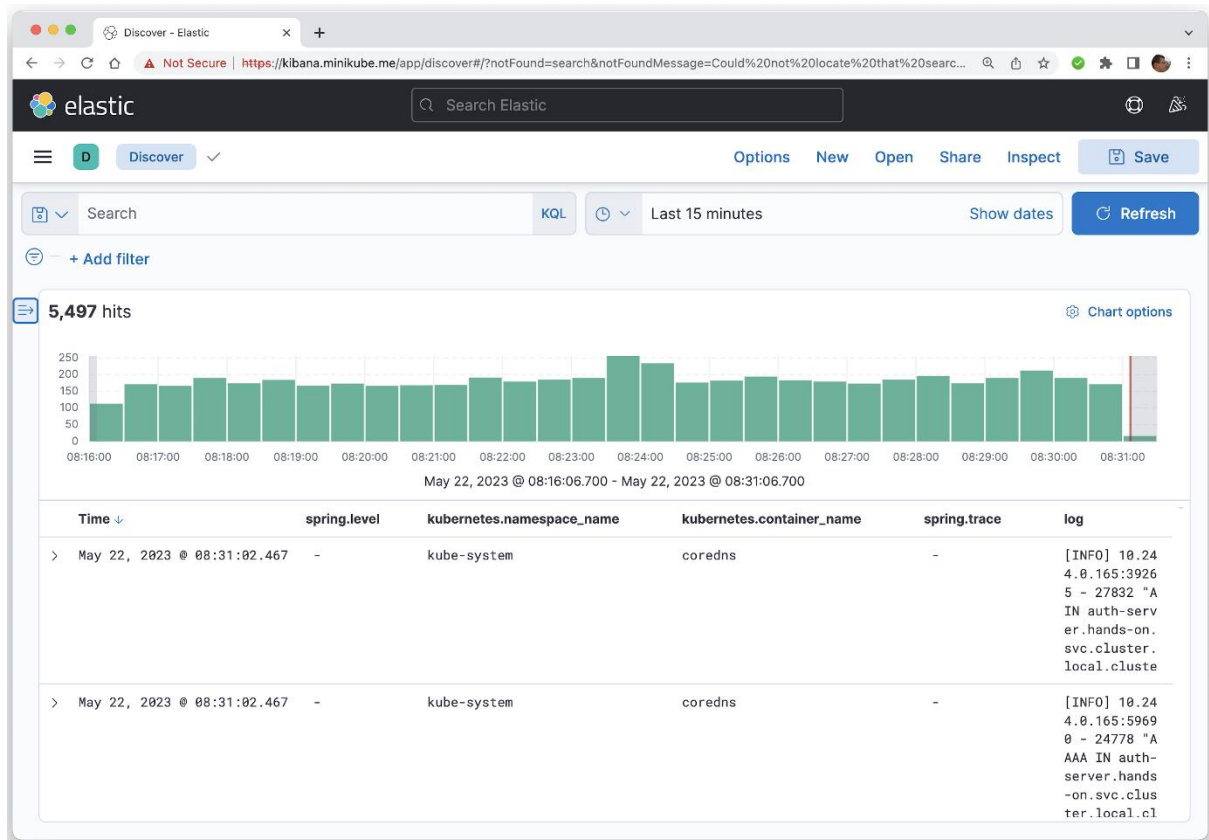 Discover - Elastic
Not Secure | https://kibana.minikube.me/app/discover#/?notFound=search&notFoundMessage=Could%20not%20locate%20that%20searc...
elastic
Search Elastic
D Discover Options New Open Share Inspect Save
Search KQL Last 15 minutes Show dates Refresh
+ Add filter
5,497 hits Chart options
250
200
150
100
50
0
08:16:00 08:17:00 08:18:00 08:19:00 08:20:00 08:21:00 08:22:00 08:23:00 08:24:00 08:25:00 08:26:00 08:27:00 08:28:00 08:29:00 08:30:00 08:31:00
May 22, 2023 @ 08:16:06.700 - May 22, 2023 @ 08:31:06.700
Time spring.level kubernetes.namespace_name kubernetes.container_name spring.trace log
May 22, 2023 @ 08:31:02.467 - kube-system coredns - [INFO] 10.24
4.0.165:3926
5 - 27832 "A
IN auth-serv
er.hands-on.
svc.cluster.
local.cluste
May 22, 2023 @ 08:31:02.467 - kube-system coredns - [INFO] 10.24
4.0.165:5969
0 - 24778 "A
AAA IN auth-
server.hands
-on.svc.clus
ter.local.cl